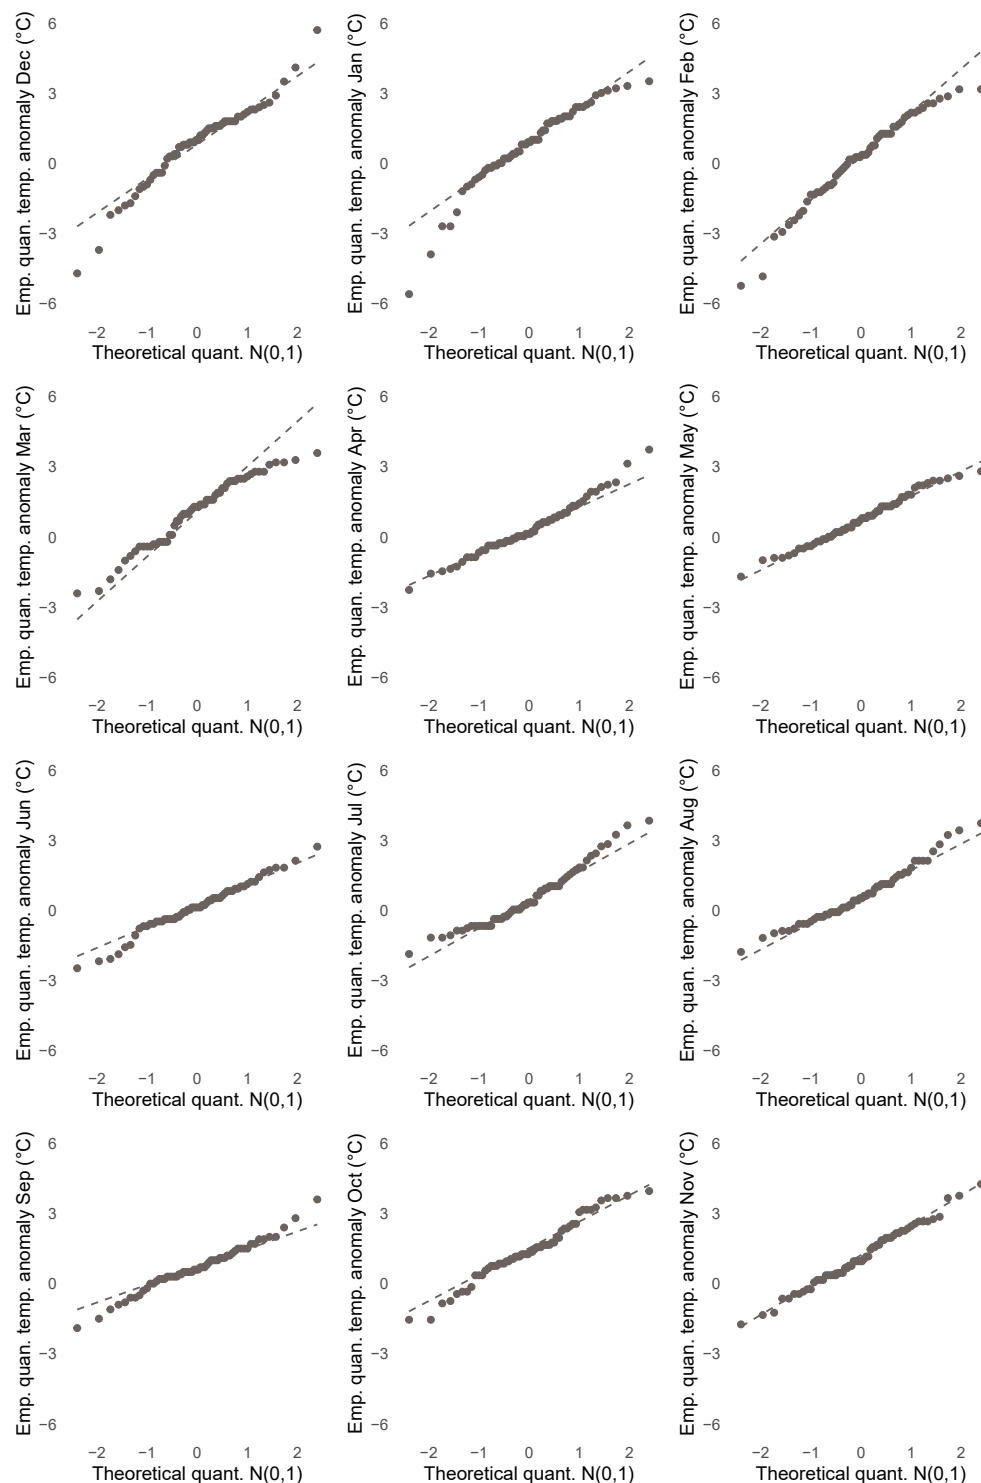 Emp. quan. temp. anomaly Dec (°C)
6
3
0
−3
−6
−2 −1 0 1 2
Theoretical quant. N(0,1)
Emp. quan. temp. anomaly Jan (°C)
6
3
0
−3
−6
−2 −1 0 1 2
Theoretical quant. N(0,1)
Emp. quan. temp. anomaly Feb (°C)
6
3
0
−3
−6
−2 −1 0 1 2
Theoretical quant. N(0,1)
Emp. quan. temp. anomaly Mar (°C)
6
3
0
−3
−6
−2 −1 0 1 2
Theoretical quant. N(0,1)
Emp. quan. temp. anomaly Apr (°C)
6
3
0
−3
−6
−2 −1 0 1 2
Theoretical quant. N(0,1)
Emp. quan. temp. anomaly May (°C)
6
3
0
−3
−6
−2 −1 0 1 2
Theoretical quant. N(0,1)
Emp. quan. temp. anomaly Jun (°C)
6
3
0
−3
−6
−2 −1 0 1 2
Theoretical quant. N(0,1)
Emp. quan. temp. anomaly Jul (°C)
6
3
0
−3
−6
−2 −1 0 1 2
Theoretical quant. N(0,1)
Emp. quan. temp. anomaly Aug (°C)
6
3
0
−3
−6
−2 −1 0 1 2
Theoretical quant. N(0,1)
Emp. quan. temp. anomaly Sep (°C)
6
3
0
−3
−6
−2 −1 0 1 2
Theoretical quant. N(0,1)
Emp. quan. temp. anomaly Oct (°C)
6
3
0
−3
−6
−2 −1 0 1 2
Theoretical quant. N(0,1)
Emp. quan. temp. anomaly Nov (°C)
6
3
0
−3
−6
−2 −1 0 1 2
Theoretical quant. N(0,1)